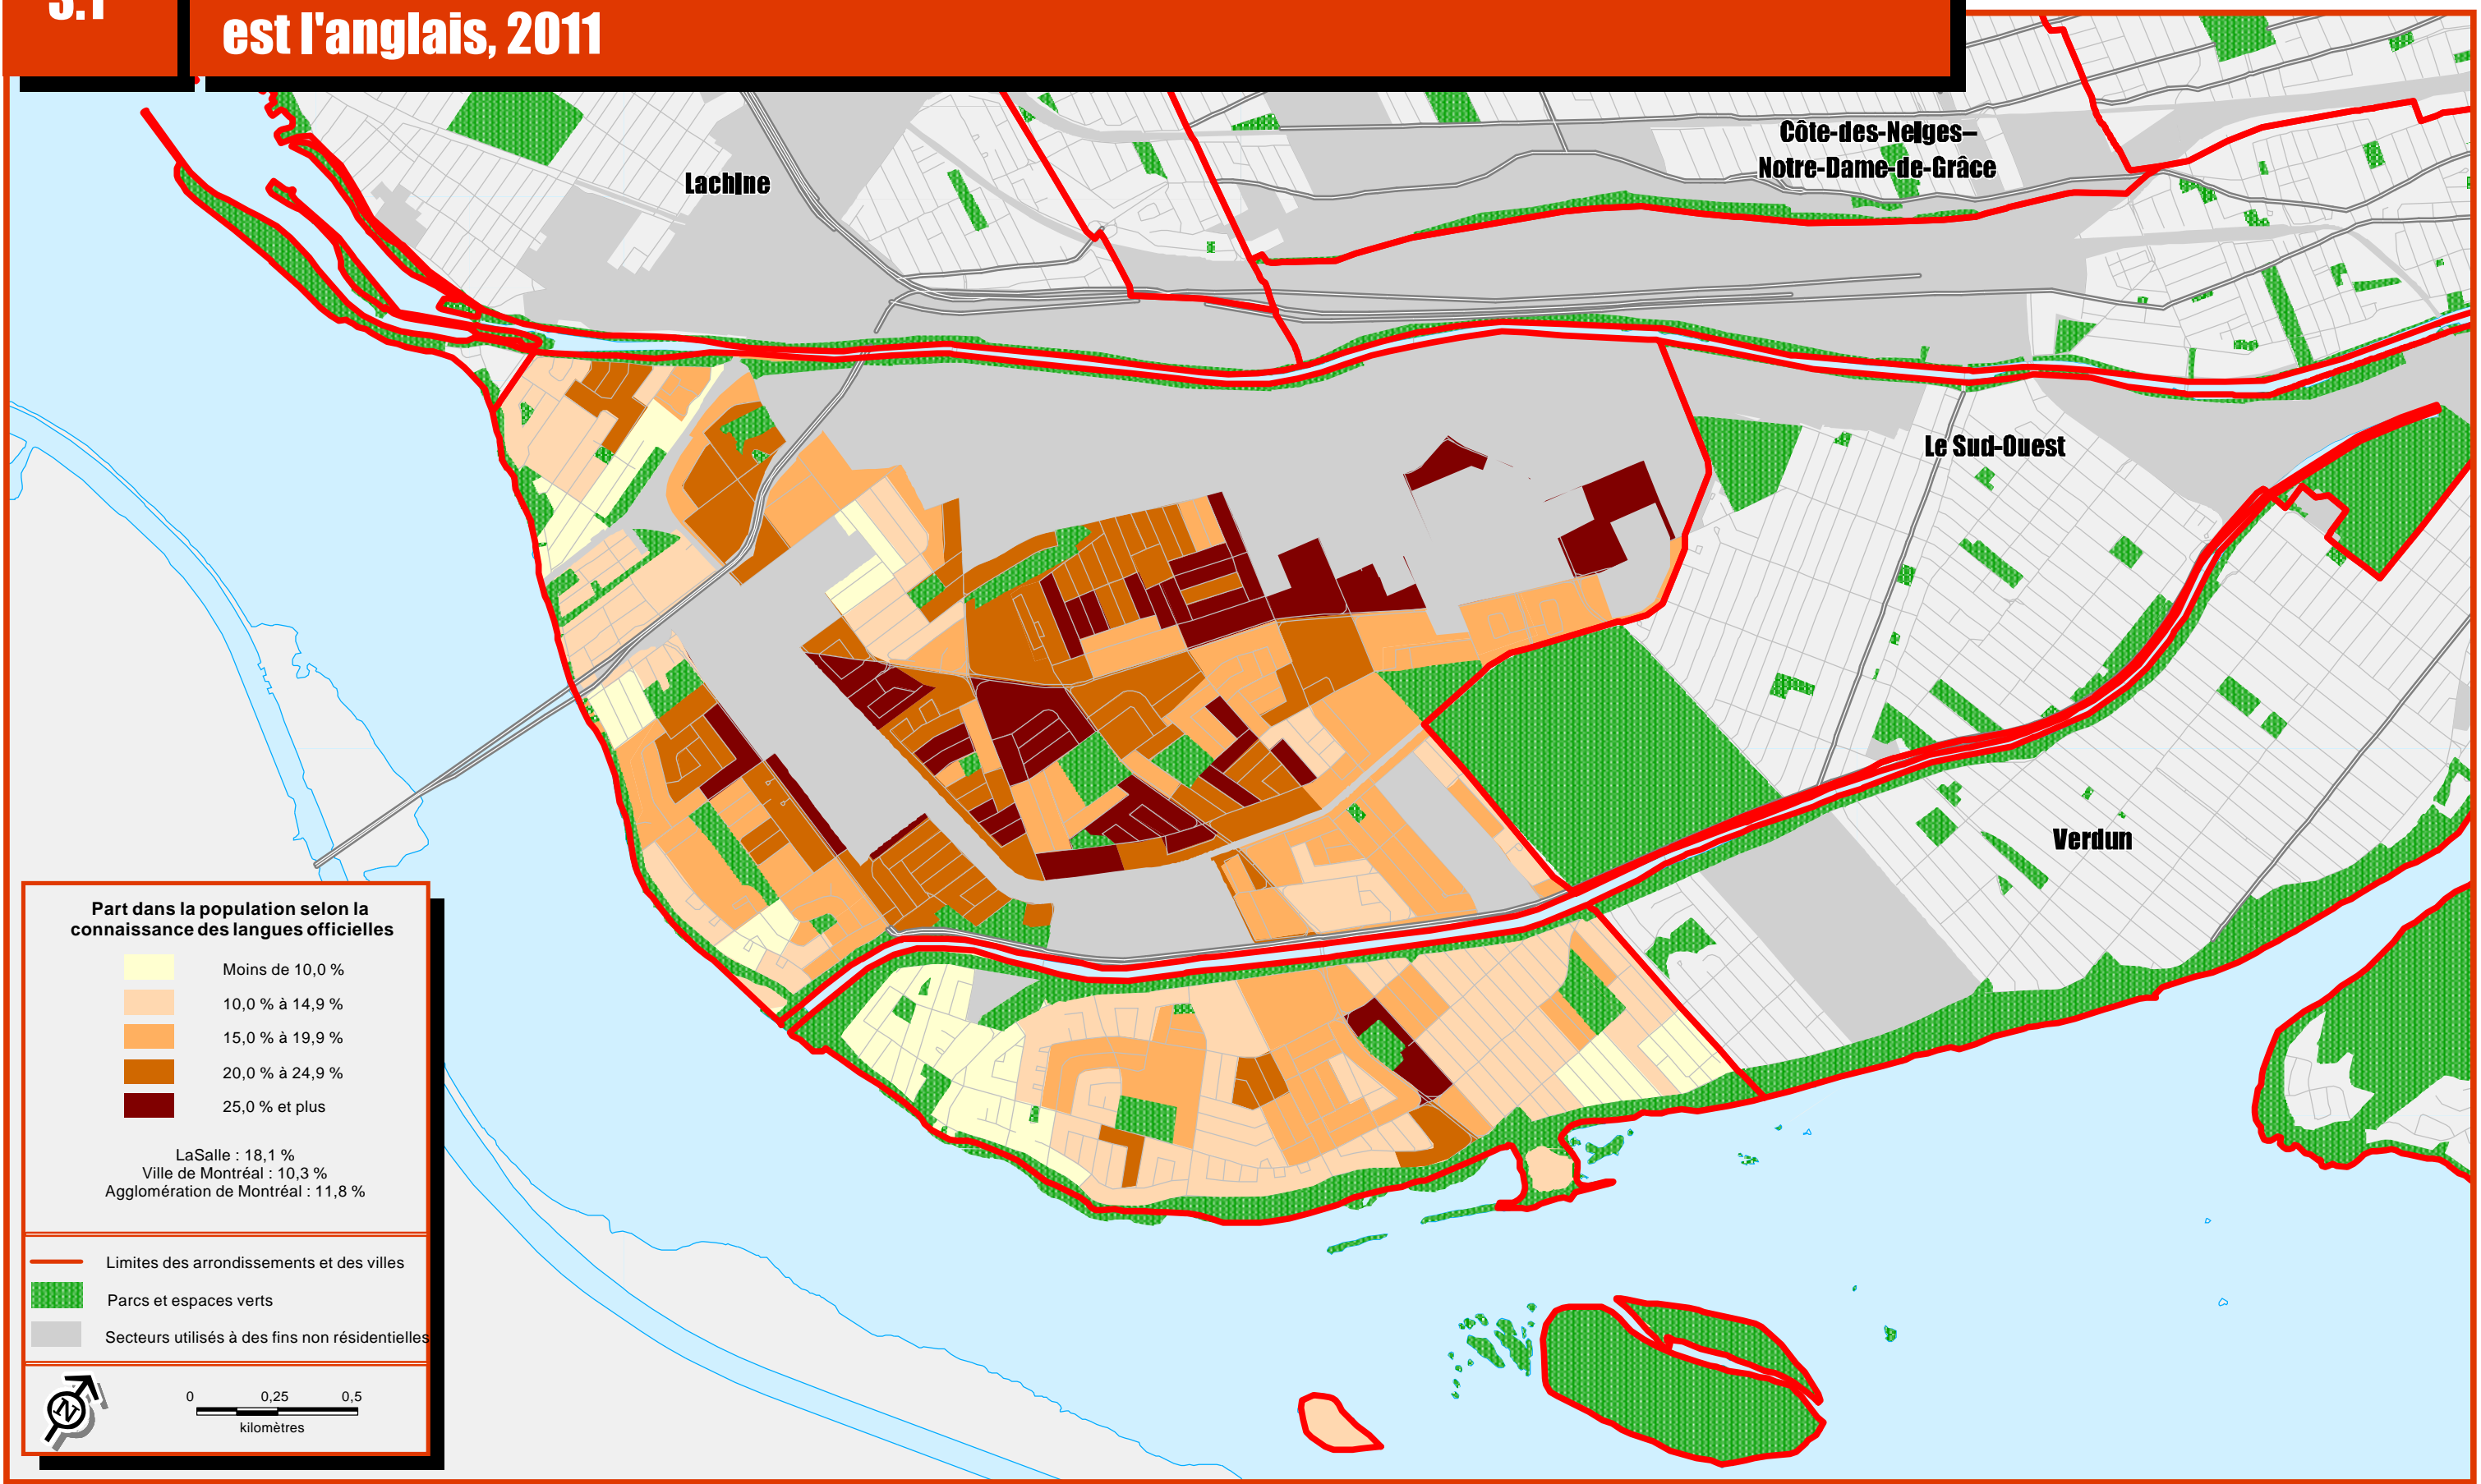 3.1
est l'anglais, 2011
Lachine
Côte-des-Neiges–
Notre-Dame-de-Grâce
Le Sud-Ouest
Verdun
Part dans la population selon la
connaissance des langues officielles
Moins de 10,0 %
10,0 % à 14,9 %
15,0 % à 19,9 %
20,0 % à 24,9 %
25,0 % et plus
LaSalle : 18,1 %
Ville de Montréal : 10,3 %
Agglomération de Montréal : 11,8 %
Limites des arrondissements et des villes
Parcs et espaces verts
Secteurs utilisés à des fins non résidentielles
N
0 0,25 0,5
kilomètres